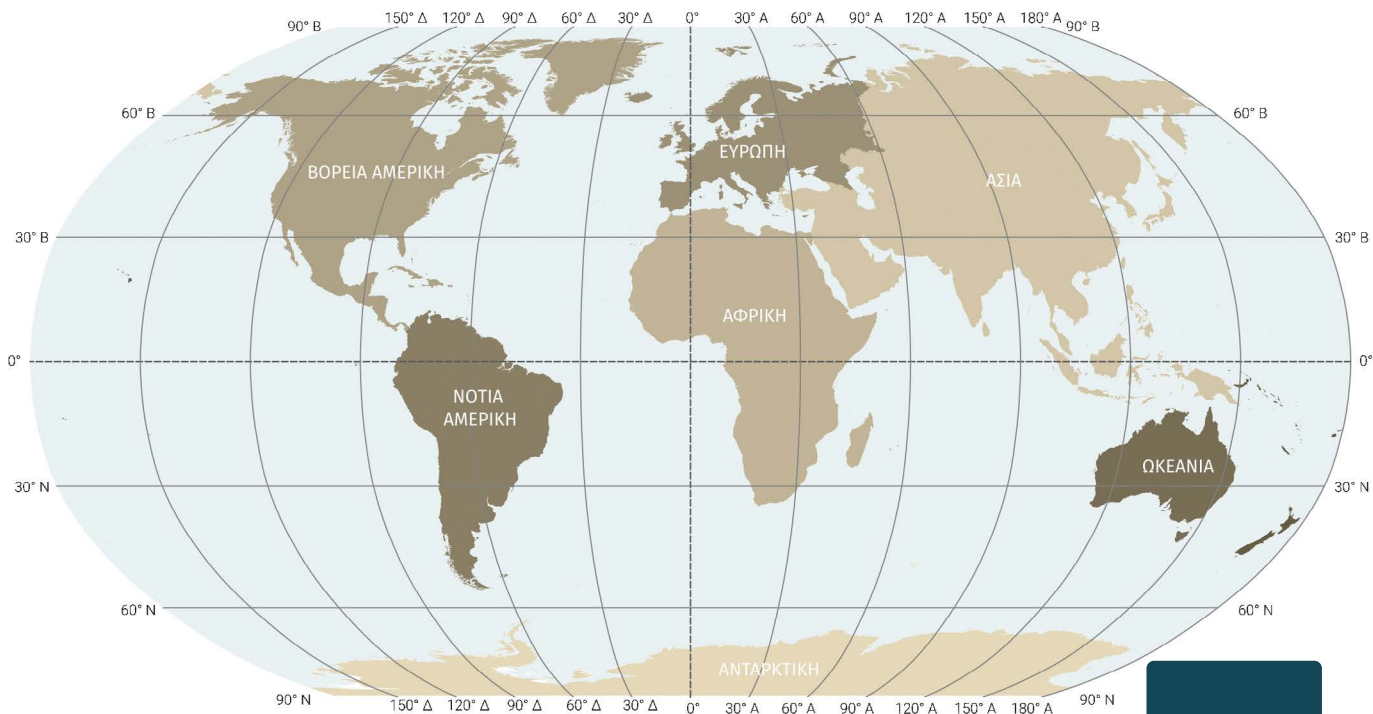 90° Β 150° Δ 120° Δ 90° Δ 60° Δ 30° Δ 0° 30° Α 60° Α 90° Α 120° Α 150° Α 180° Α 90° Β
60° Β 60° Β
ΕΥΡΩΠΗ
ΒΟΡΕΙΑ ΑΜΕΡΙΚΗ ΑΣΙΑ
30° Β 30° Β
ΑΦΡΙΚΗ
0° 0°
ΝΟΤΙΑ
ΑΜΕΡΙΚΗ
ΩΚΕΑΝΙΑ
30° Ν 30° Ν
60° Ν 60° Ν
ΑΝΤΑΡΚΤΙΚΗ
90° Ν 150° Δ 120° Δ 90° Δ 60° Δ 30° Δ 0° 30° Α 60° Α 90° Α 120° Α 150° Α 180° Α 90° Ν